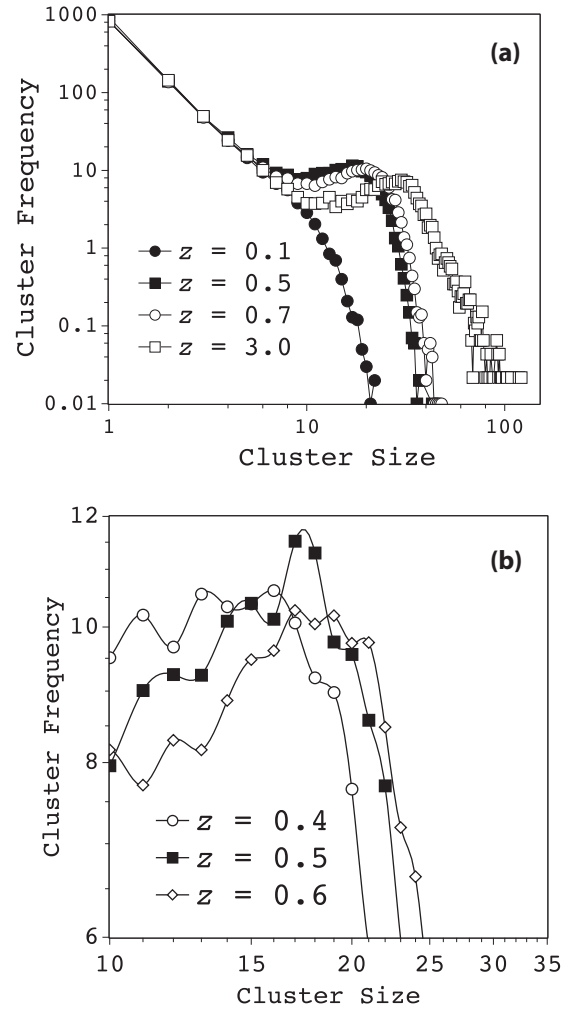 1000
(a)
100
10
1
0.1
0.01
Cluster Frequency
z = 0.1
z = 0.5
z = 0.7
z = 3.0
1 10 100
Cluster Size
12
(b)
10
8
6
Cluster Frequency
z = 0.4
z = 0.5
z = 0.6
10 15 20 25 30 35
Cluster Size